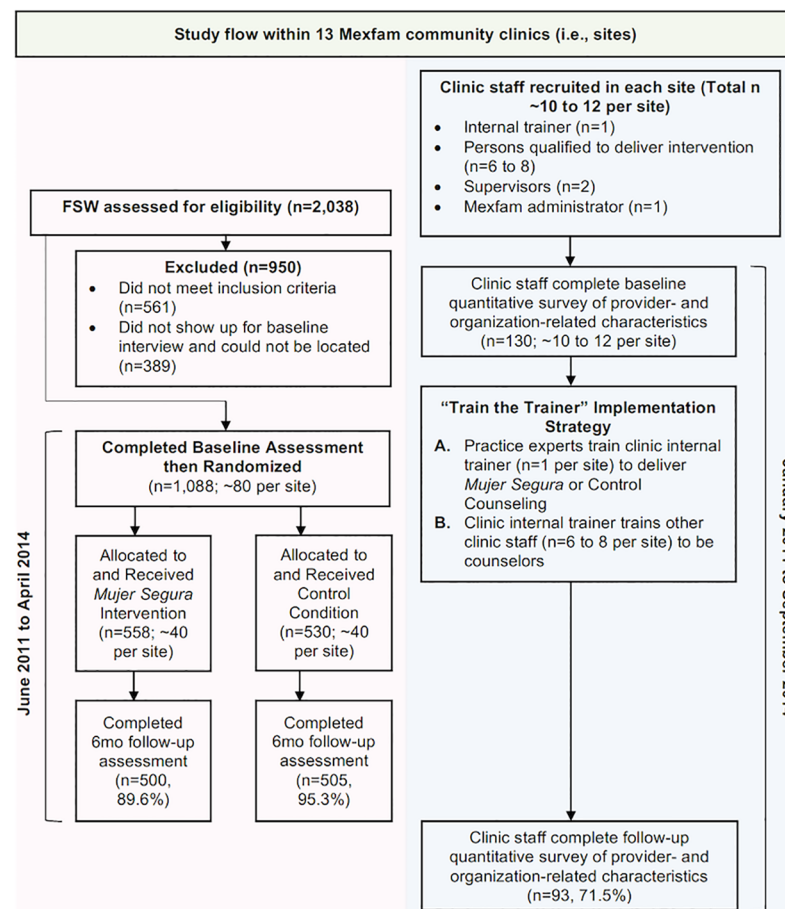 Study flow within 13 Mexfam community clinics (i.e., sites)
FSW assessed for eligibility (n=2,038)
Excluded (n=950)
• Did not meet inclusion criteria
(n=561)
• Did not show up for baseline
interview and could not be located
(n=389)
June 2011 to April 2014
Completed Baseline Assessment
then Randomized
(n=1,088; ~80 per site)
Allocated to
and Received
Mujer Segura
Intervention
(n=558; ~40
per site)
Allocated to
and Received
Control
Condition
(n=530; ~40
per site)
Completed
6mo follow-up
assessment
(n=500,
89.6%)
Completed
6mo follow-up
assessment
(n=505,
95.3%)
Clinic staff recruited in each site (Total n
~10 to 12 per site)
• Internal trainer (n=1)
• Persons qualified to deliver intervention
(n=6 to 8)
• Supervisors (n=2)
• Mexfam administrator (n=1)
Clinic staff complete baseline
quantitative survey of provider- and
organization-related characteristics
(n=130; ~10 to 12 per site)
“Train the Trainer” Implementation
Strategy
A. Practice experts train clinic internal
trainer (n=1 per site) to deliver
Mujer Segura or Control
Counseling
B. Clinic internal trainer trains other
clinic staff (n=6 to 8 per site) to be
counselors
Clinic staff complete follow-up
quantitative survey of provider- and
organization-related characteristics
(n=93, 71.5%)